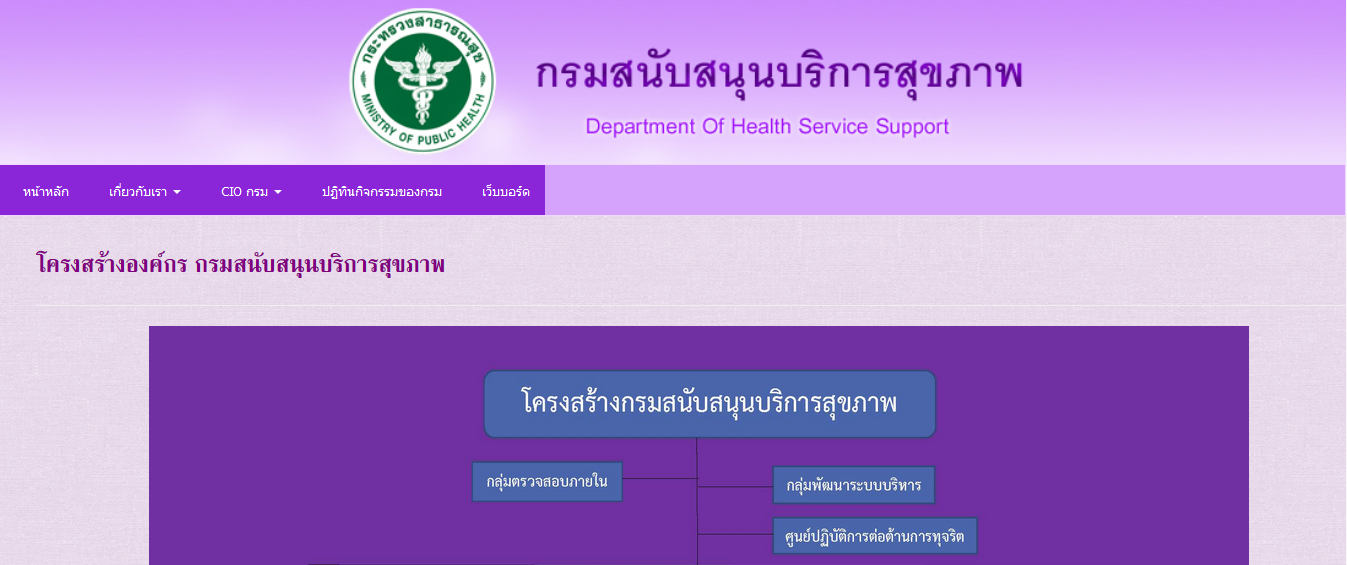 กระทรวงสาธารณสุข
MINISTRY OF PUBLIC HEALTH
กรมสนับสนุนบริการสุขภาพ
Department Of Health Service Support
หน้าหลัก เกี่ยวกับเรา CIO กรม ปฏิทินกิจกรรมของกรม เว็บบอร์ด
โครงสร้างองค์กร กรมสนับสนุนบริการสุขภาพ
โครงสร้างกรมสนับสนุนบริการสุขภาพ
กลุ่มตรวจสอบภายใน
กลุ่มพัฒนาระบบบริหาร
ศูนย์ปฏิบัติการต่อต้านการทุจริต